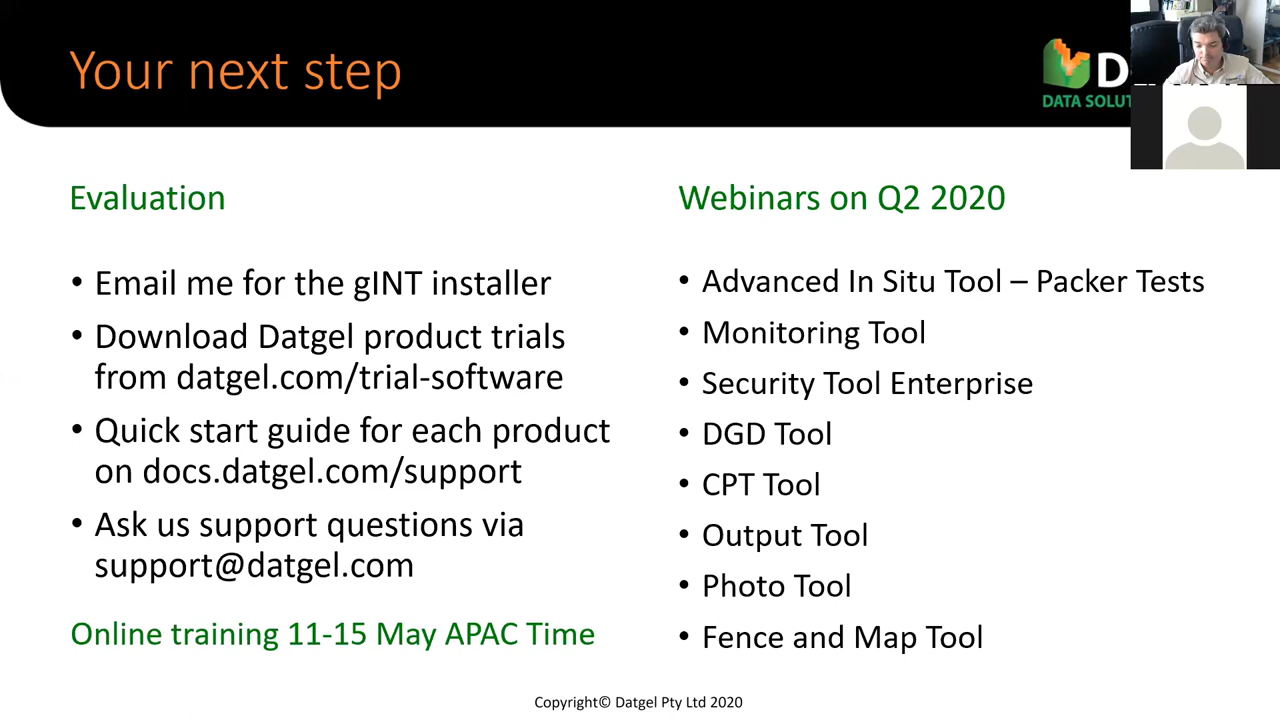 Your next step
DATA SOLU
Evaluation
• Email me for the gINT installer
• Download Datgel product trials
from datgel.com/trial-software
• Quick start guide for each product
on docs.datgel.com/support
• Ask us support questions via
support@datgel.com
Online training 11-15 May APAC Time
Webinars on Q2 2020
• Advanced In Situ Tool – Packer Tests
• Monitoring Tool
• Security Tool Enterprise
• DGD Tool
• CPT Tool
• Output Tool
• Photo Tool
• Fence and Map Tool
Copyright© Datgel Pty Ltd 2020